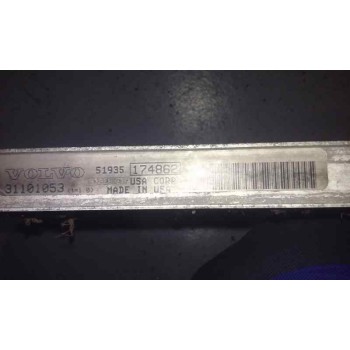 VOLVO 51935 174862
31101053 USA CORP
MADE IN USA